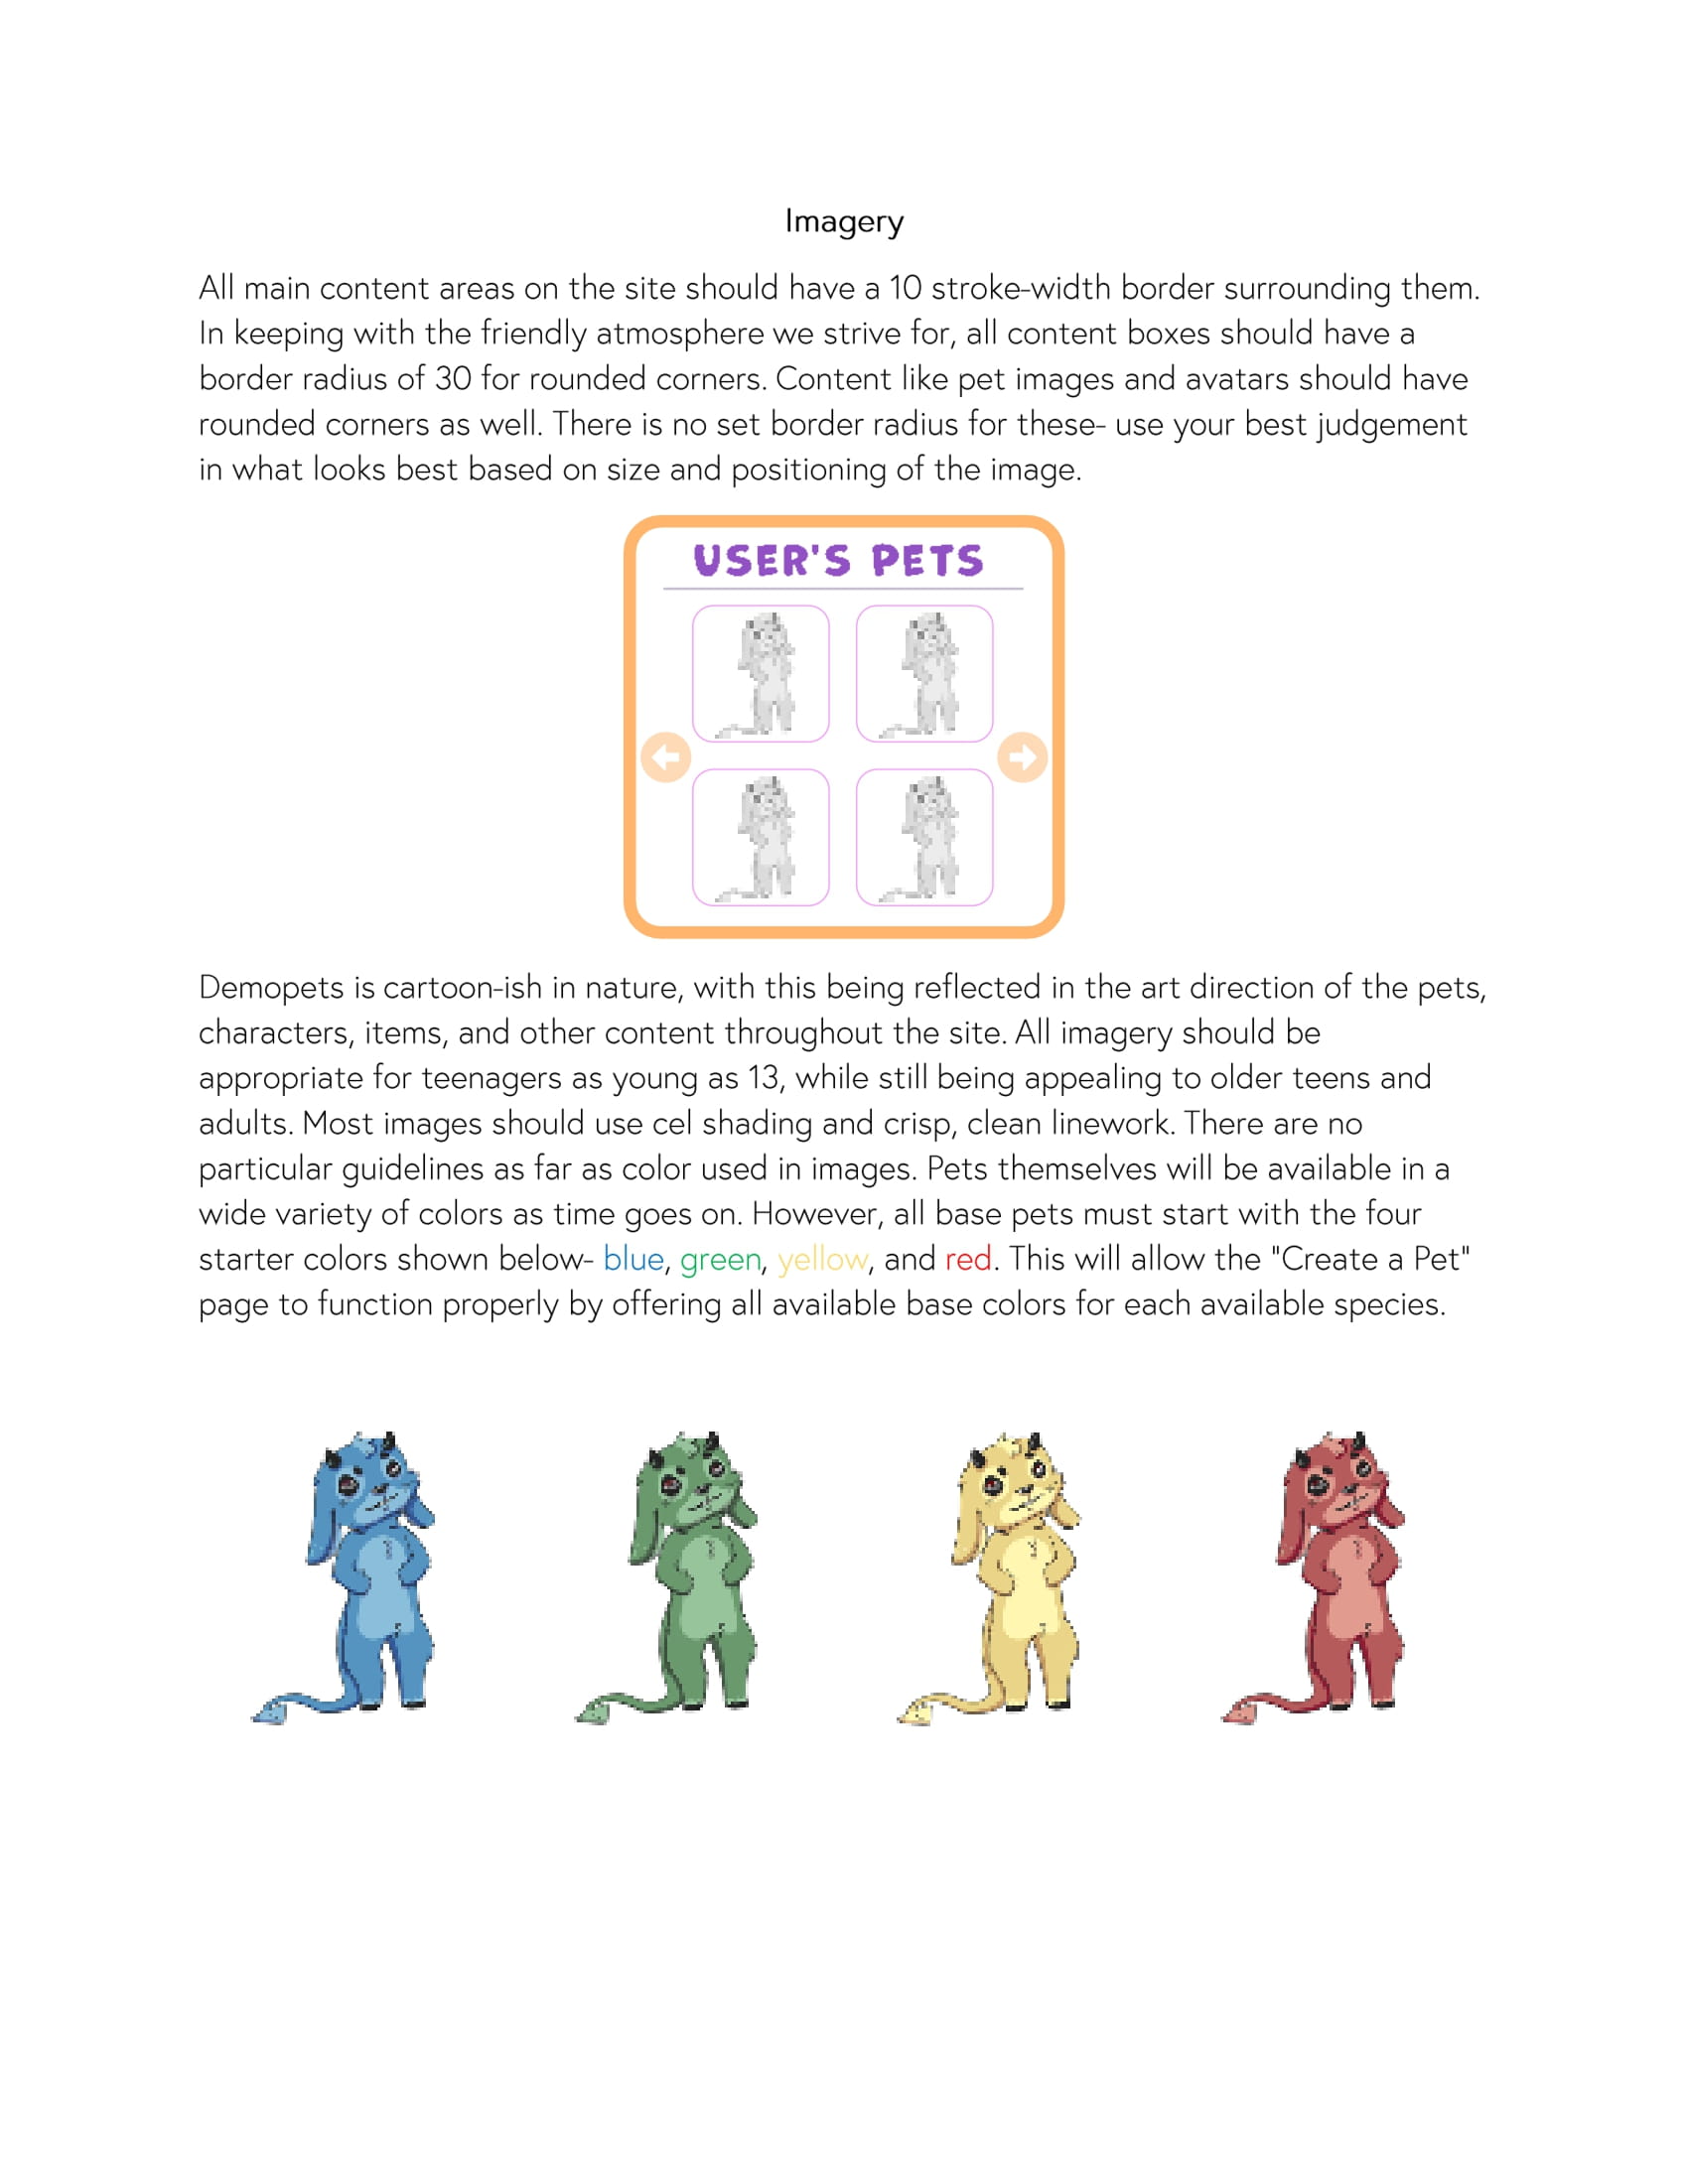 Imagery
All main content areas on the site should have a 10 stroke-width border surrounding them.
In keeping with the friendly atmosphere we strive for, all content boxes should have a
border radius of 30 for rounded corners. Content like pet images and avatars should have
rounded corners as well. There is no set border radius for these- use your best judgement
in what looks best based on size and positioning of the image.
USER'S PETS
Demopets is cartoon-ish in nature, with this being reflected in the art direction of the pets,
characters, items, and other content throughout the site. All imagery should be
appropriate for teenagers as young as 13, while still being appealing to older teens and
adults. Most images should use cel shading and crisp, clean linework. There are no
particular guidelines as far as color used in images. Pets themselves will be available in a
wide variety of colors as time goes on. However, all base pets must start with the four
starter colors shown below- blue, green, yellow, and red. This will allow the "Create a Pet"
page to function properly by offering all available base colors for each available species.